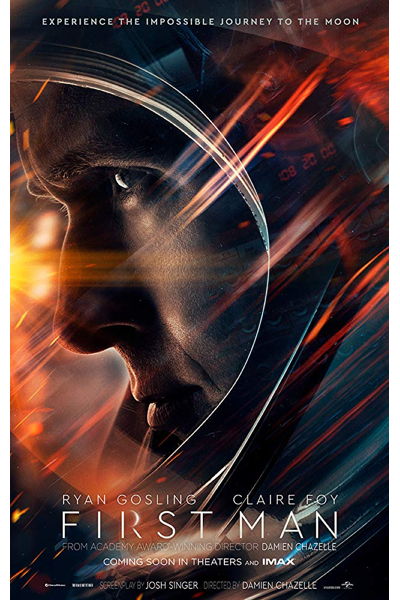 EXPERIENCE THE IMPOSSIBLE JOURNEY TO THE MOON
RYAN GOSLING CLAIRE FOY
FIRST MAN
FROM ACADEMY AWARD-WINNING DIRECTOR DAMIEN CHAZELLE
COMING SOON IN THEATERS AND IMAX
SCREENPLAY BY JOSH SINGER DIRECTED BY DAMIEN CHAZELLE